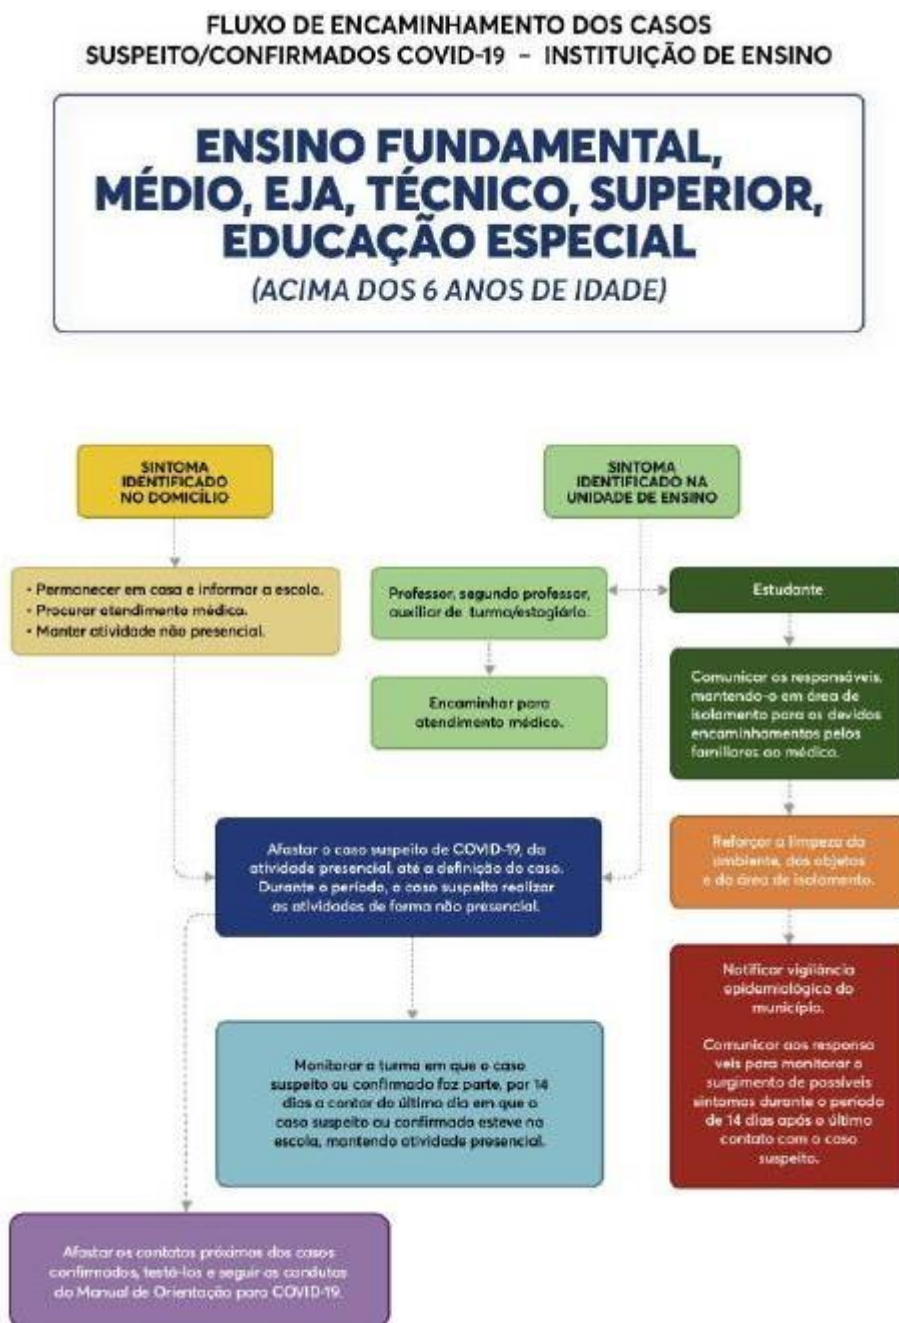 FLUXO DE ENCAMINHAMENTO DOS CASOS
SUSPEITO/CONFIRMADOS COVID-19 - INSTITUIÇÃO DE ENSINO
ENSINO FUNDAMENTAL,
MÉDIO, EJA, TÉCNICO, SUPERIOR,
EDUCAÇÃO ESPECIAL
(ACIMA DOS 6 ANOS DE IDADE)
SINTOMA
IDENTIFICADO
NO DOMICÍLIO
• Permanecer em casa e informar a escola.
• Procurar atendimento médico.
• Manter atividade não presencial.
SINTOMA
IDENTIFICADO NA
UNIDADE DE ENSINO
Professor, segundo professor,
auxiliar de turma/estagiário.
Encaminhar para
atendimento médico.
Estudante
Comunicar os responsáveis,
mantendo-o em área de
isolamento para os devidos
encaminhamentos pelos
familiares ao médico.
Reforçar a limpeza do
ambiente, dos objetos
e da área de isolamento.
Notificar vigilância
epidemiológica do
município.
Comunicar aos responsa
veis para monitorar o
surgimento de possíveis
sintomas durante o período
de 14 dias após o último
contato com o caso
suspeito.
Afastar o caso suspeito de COVID-19, da
atividade presencial, até a definição do caso.
Durante o período, o caso suspeito realizar
as atividades de forma não presencial.
Monitorar a turma em que o caso
suspeito ou confirmado faz parte, por 14
dias a contar do último dia em que o
caso suspeito ou confirmado esteve na
escola, mantendo atividade presencial.
Afastar os contatos próximos dos casos
confirmados, testá-los e seguir as condutas
do Manual de Orientação para COVID-19.